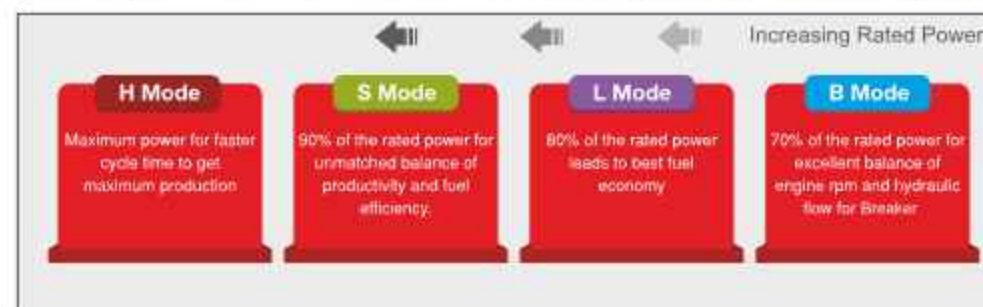 Increasing Rated Power
H Mode
Maximum power for faster
cycle time to get
maximum production
S Mode
90% of the rated power for
unmatched balance of
productivity and fuel
efficiency.
L Mode
80% of the rated power
leads to best fuel
economy
B Mode
70% of the rated power for
excellent balance of
engine rpm and hydraulic
flow for Breaker